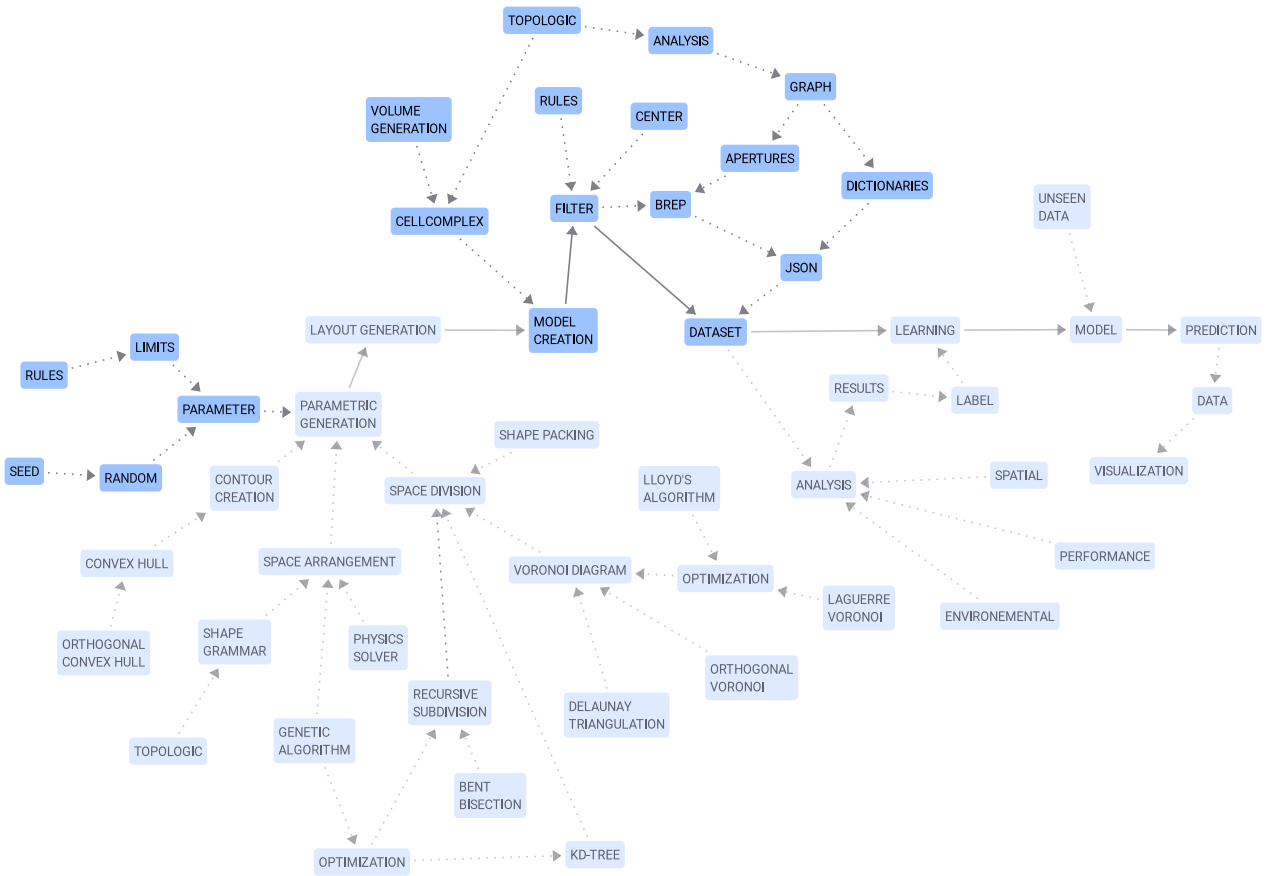 TOPOLOGIC
ANALYSIS
GRAPH
RULES
VOLUME
GENERATION
CENTER
APERTURES
DICTIONARIES
UNSEEN
DATA
CELLCOMPLEX
FILTER
BREP
JSON
LAYOUT GENERATION
MODEL
CREATION
DATASET
LEARNING
MODEL
PREDICTION
LIMITS
RULES
RESULTS
LABEL
DATA
PARAMETER
PARAMETRIC
GENERATION
SHAPE PACKING
SEED
RANDOM
CONTOUR
CREATION
SPACE DIVISION
LLOYD'S
ALGORITHM
ANALYSIS
SPATIAL
VISUALIZATION
CONVEX HULL
SPACE ARRANGEMENT
VORONOI DIAGRAM
OPTIMIZATION
PERFORMANCE
LAGUERRE
VORONOI
ENVIRONEMENTAL
ORTHOGONAL
CONVEX HULL
SHAPE
GRAMMAR
PHYSICS
SOLVER
ORTHOGONAL
VORONOI
RECURSIVE
SUBDIVISION
DELAUNAY
TRIANGULATION
TOPOLOGIC
GENETIC
ALGORITHM
BENT
BISECTION
OPTIMIZATION
KD-TREE